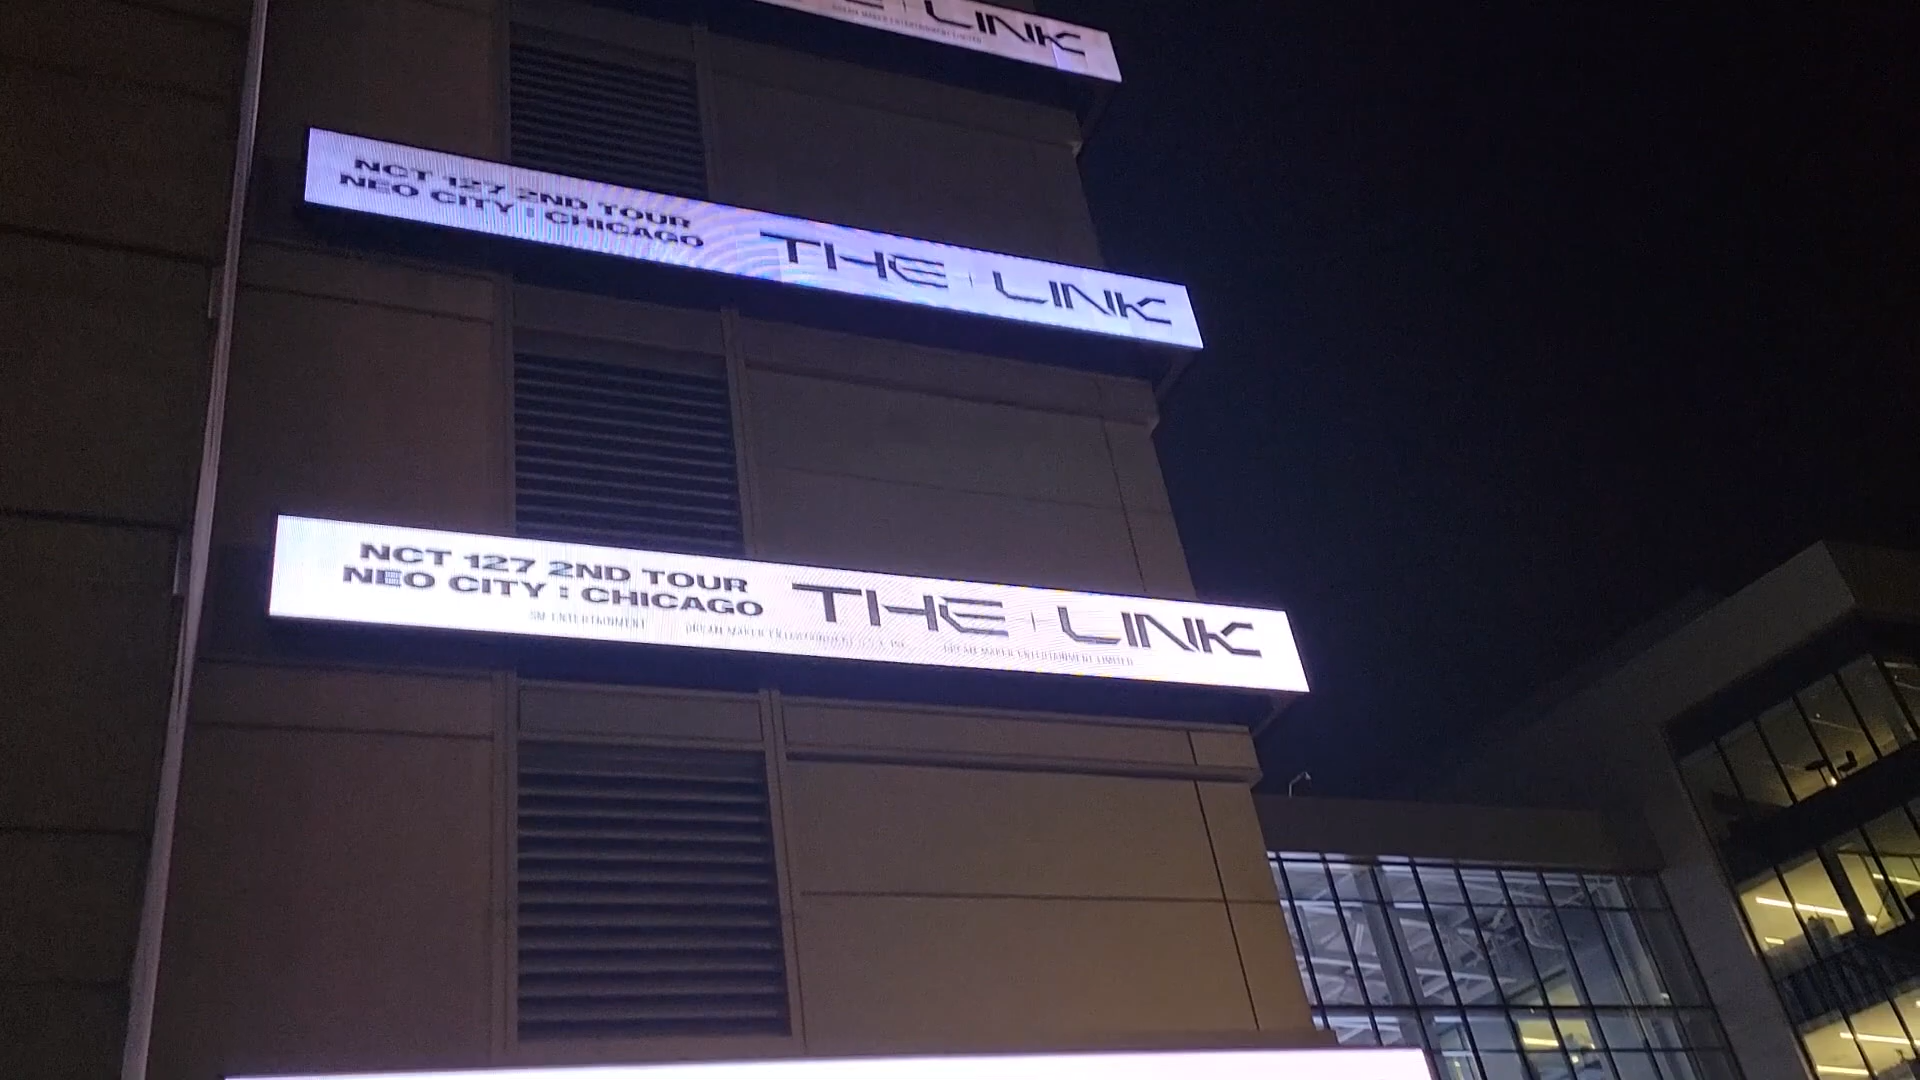 LINK
NCT 127 2ND TOUR
NEO CITY : CHICAGO
THE LINK
NCT 127 2ND TOUR
NEO CITY : CHICAGO
THE LINK
SM ENTERTAINMENT
DREAM MAKER ENTERTAINMENT LIMITED